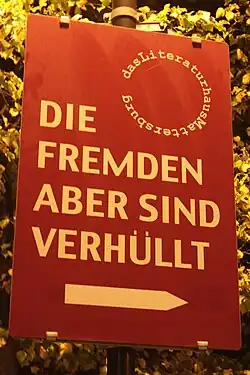 dasLiteraturhausMattersburg
DIE
FREMDEN
ABER SIND
VERHÜLLT